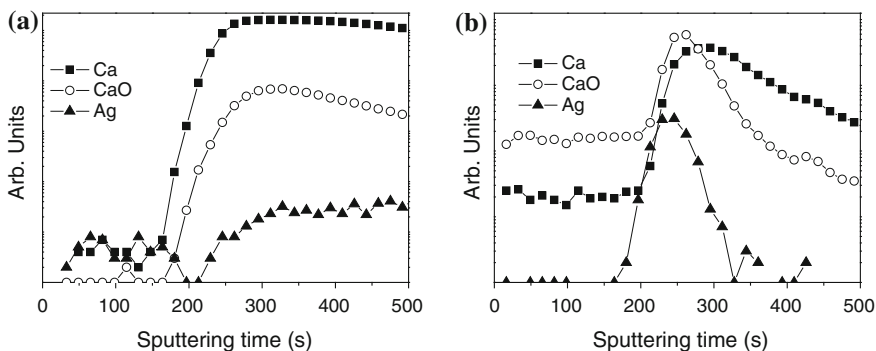 (a)
Ca
CaO
Ag
Arb. Units
0 100 200 300 400 500
Sputtering time (s)
(b)
Ca
CaO
Ag
Arb. Units
0 100 200 300 400 500
Sputtering time (s)